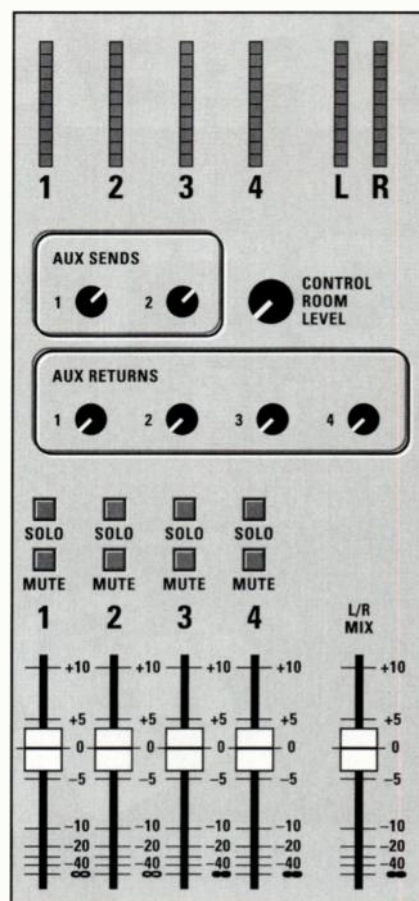 1 2 3 4 L R
AUX SENDS
1 2
CONTROL
ROOM
LEVEL
AUX RETURNS
1 2 3 4
SOLO SOLO SOLO SOLO
MUTE MUTE MUTE MUTE
1 2 3 4 L/R
MIX
+10 +10 +10 +10 +10
+5 +5 +5 +5 +5
0 0 0 0 0
−5 −5 −5 −5 −5
−10 −10 −10 −10 −10
−20 −20 −20 −20 −20
−40 −40 −40 −40 −40
∞ ∞ ∞ ∞ ∞